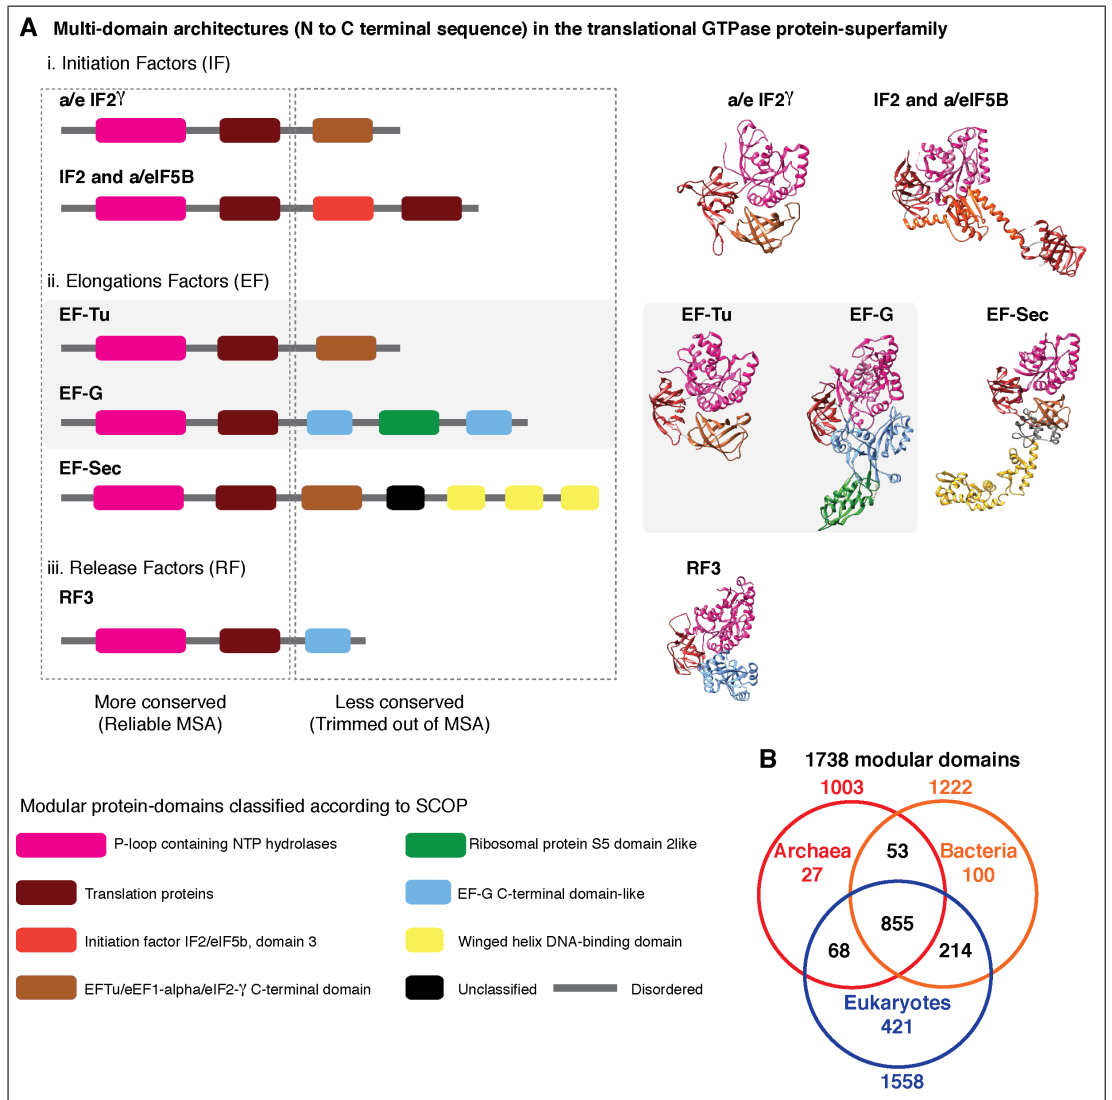 A Multi-domain architectures (N to C terminal sequence) in the translational GTPase protein-superfamily
i. Initiation Factors (IF)
a/e IF2γ
IF2 and a/eIF5B
a/e IF2γ
IF2 and a/eIF5B
ii. Elongations Factors (EF)
EF-Tu
EF-G
EF-Sec
EF-Tu
EF-G
EF-Sec
iii. Release Factors (RF)
RF3
RF3
More conserved
(Reliable MSA)
Less conserved
(Trimmed out of MSA)
Modular protein-domains classified according to SCOP
P-loop containing NTP hydrolases
Translation proteins
Initiation factor IF2/eIF5b, domain 3
EFTu/eEF1-alpha/eIF2-γ C-terminal domain
Ribosomal protein S5 domain 2like
EF-G C-terminal domain-like
Winged helix DNA-binding domain
Unclassified
Disordered
B 1738 modular domains
1003
1222
Archaea
27
53
Bacteria
100
855
68
214
Eukaryotes
421
1558